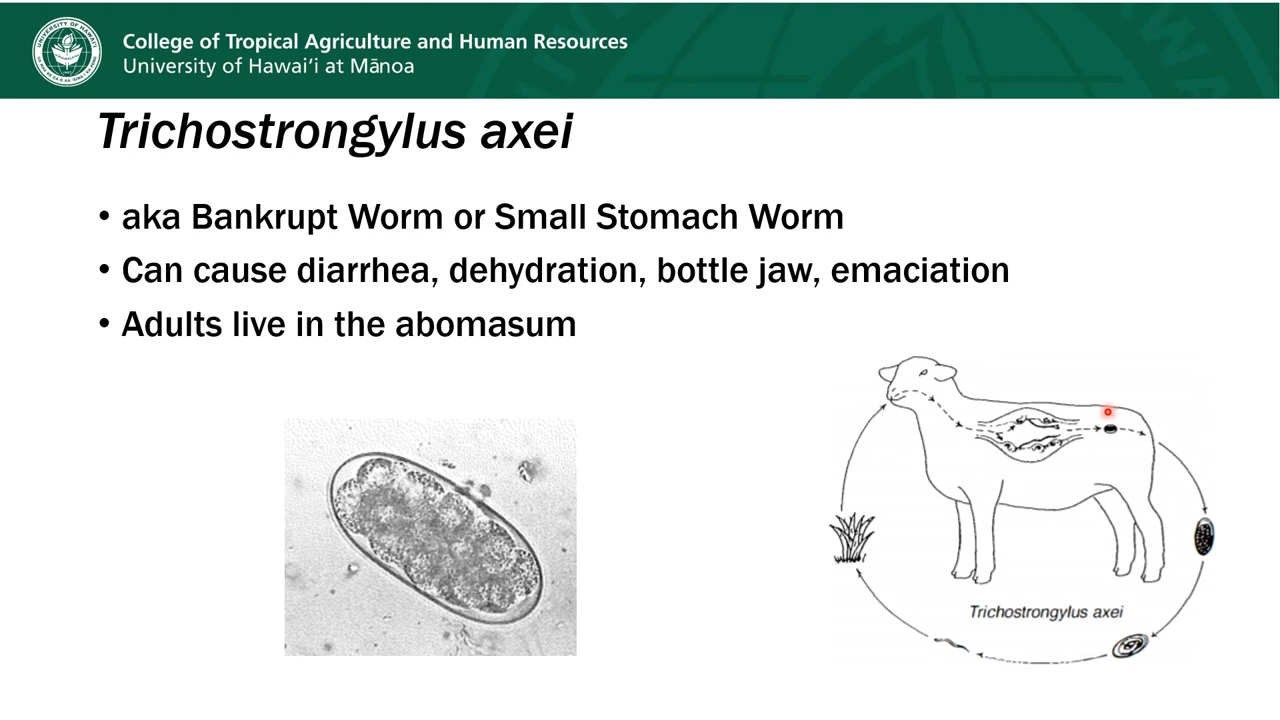 College of Tropical Agriculture and Human Resources
University of Hawaiʻi at Mānoa
Trichostrongylus axei
• aka Bankrupt Worm or Small Stomach Worm
• Can cause diarrhea, dehydration, bottle jaw, emaciation
• Adults live in the abomasum
Trichostrongylus axei